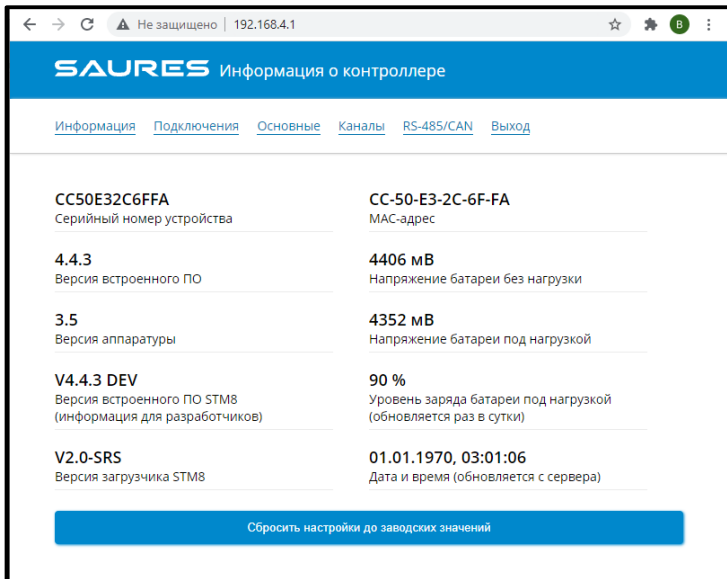 Не защищено | 192.168.4.1
B
SAURES Информация о контроллере
Информация Подключения Основные Каналы RS-485/CAN Выход
CC50E32C6FFA
Серийный номер устройства
CC-50-E3-2C-6F-FA
MAC-адрес
4.4.3
Версия встроенного ПО
4406 мВ
Напряжение батареи без нагрузки
3.5
Версия аппаратуры
4352 мВ
Напряжение батареи под нагрузкой
V4.4.3 DEV
Версия встроенного ПО STM8
(информация для разработчиков)
90 %
Уровень заряда батареи под нагрузкой
(обновляется раз в сутки)
V2.0-SRS
Версия загрузчика STM8
01.01.1970, 03:01:06
Дата и время (обновляется с сервера)
Сбросить настройки до заводских значений